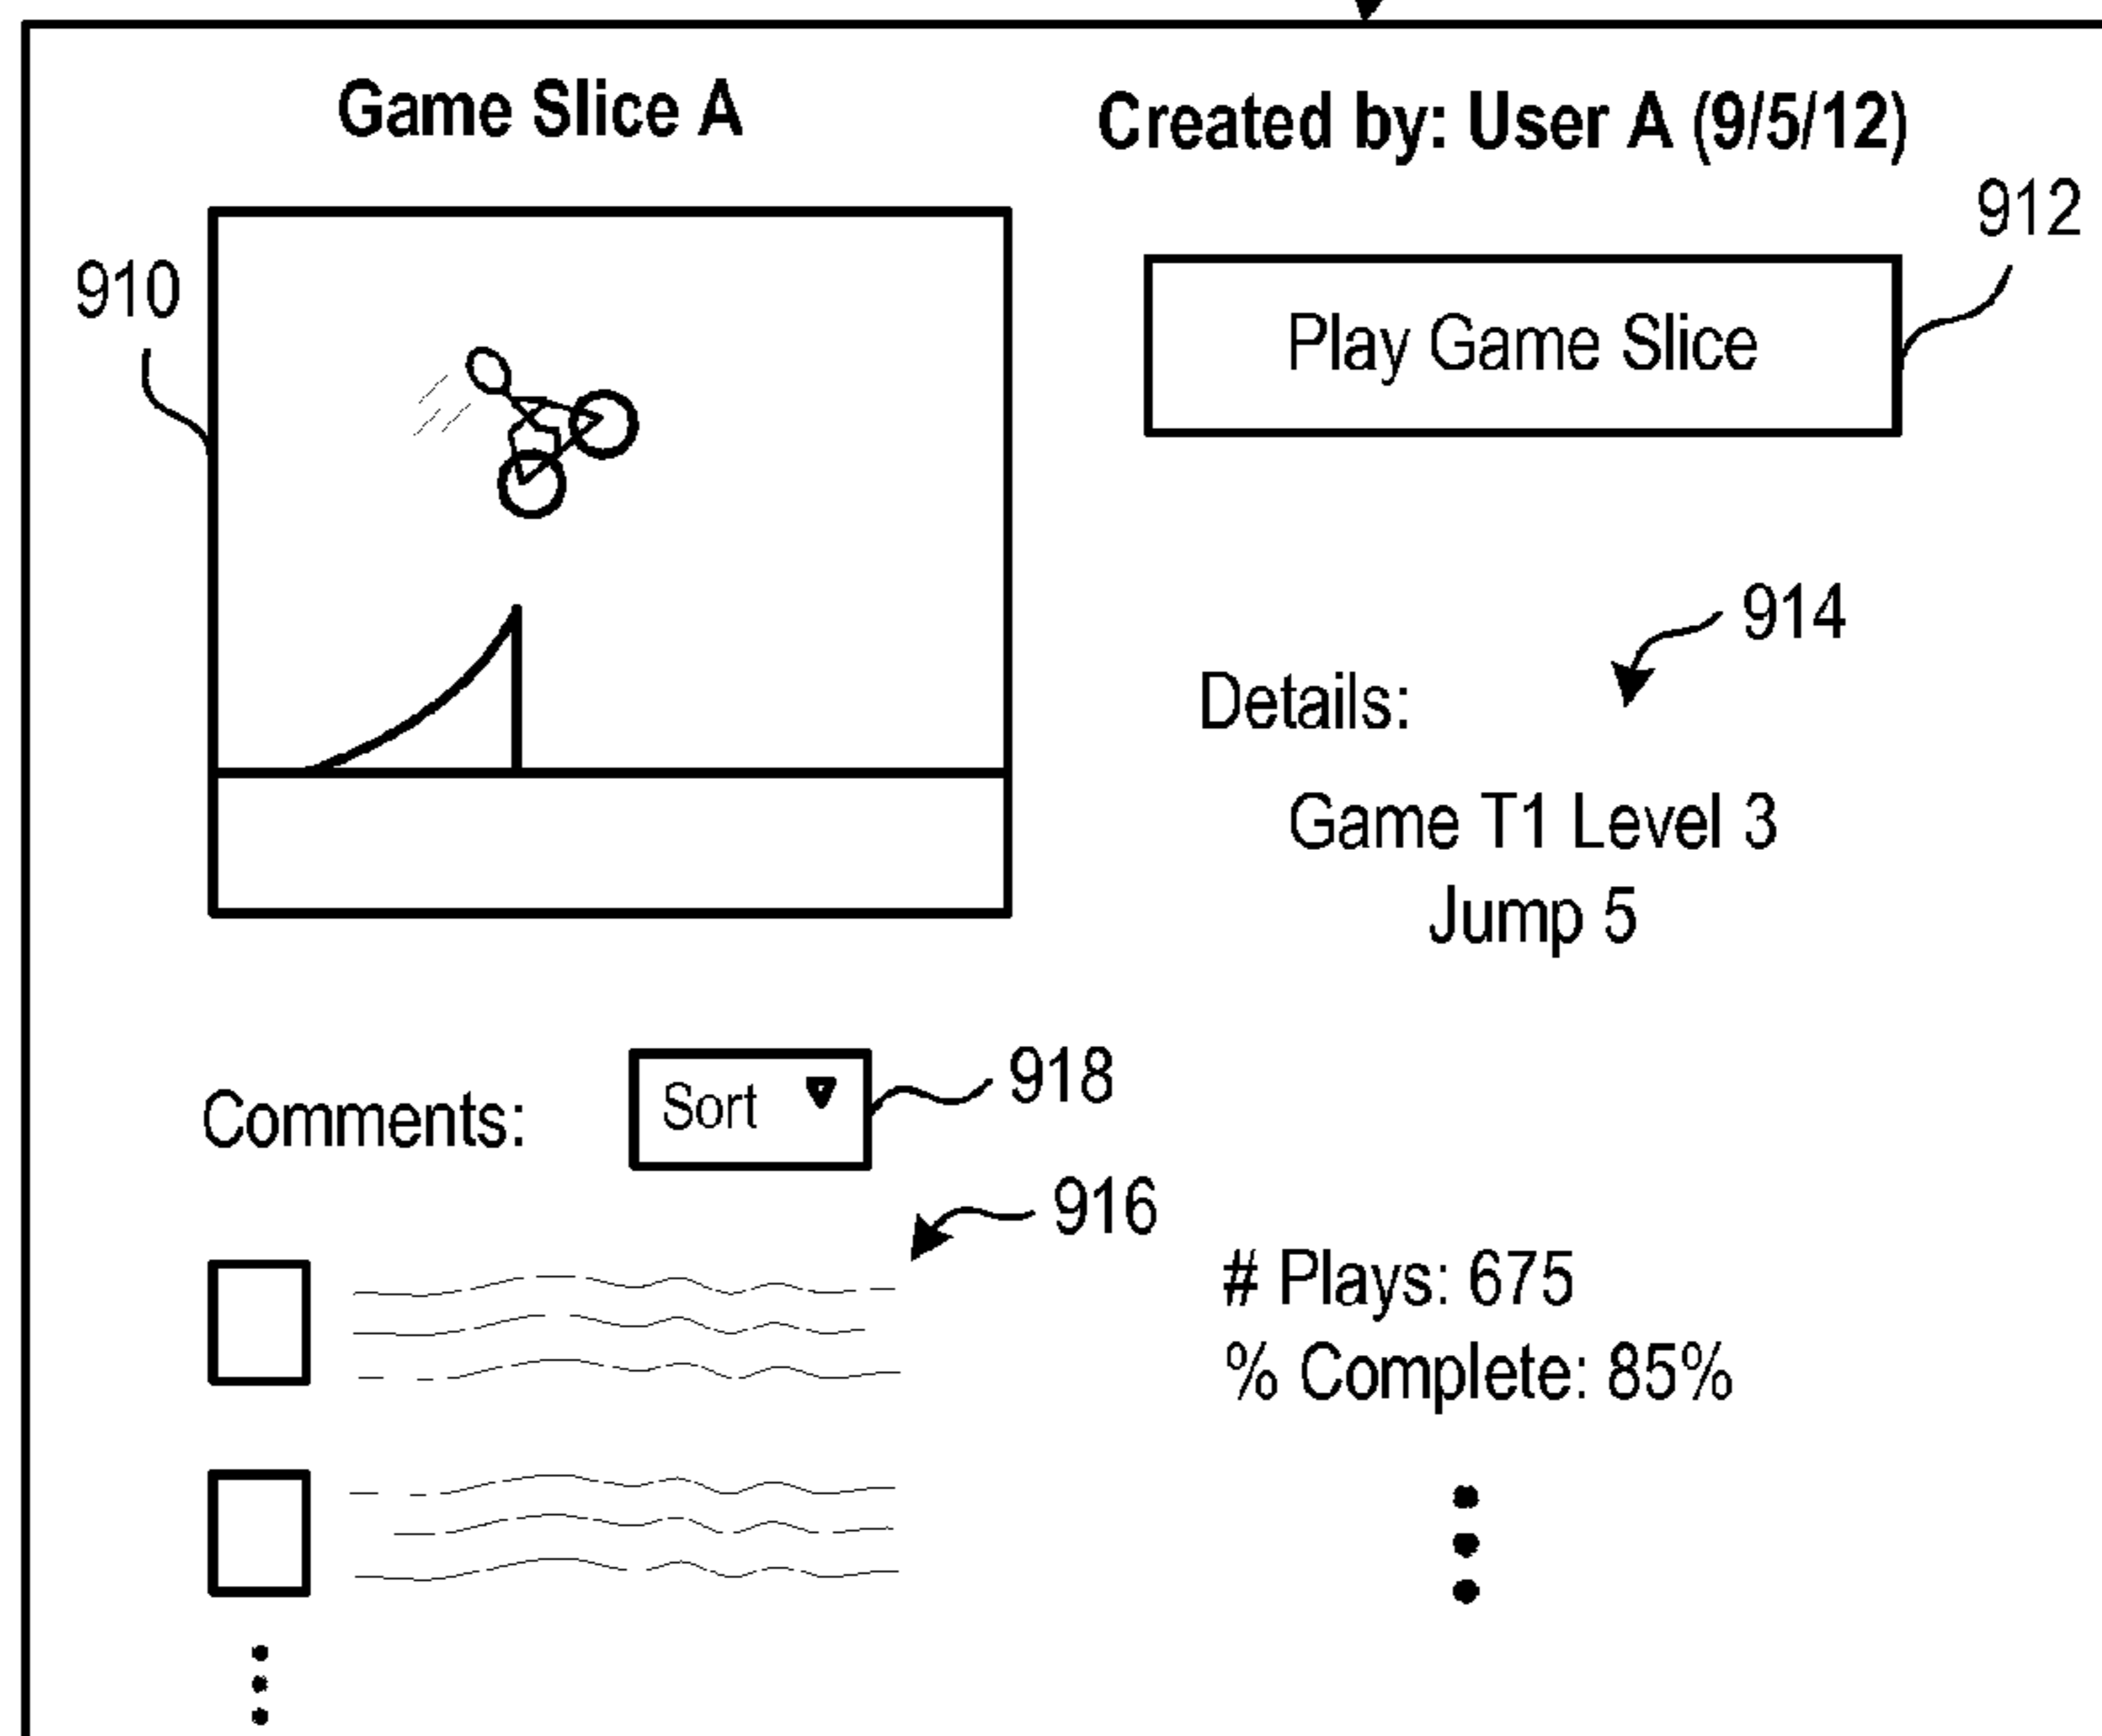 Game Slice A
Created by: User A (9/5/12)
912
910
Play Game Slice
914
Details:
Game T1 Level 3
Jump 5
Comments:
Sort
918
916
# Plays: 675
% Complete: 85%